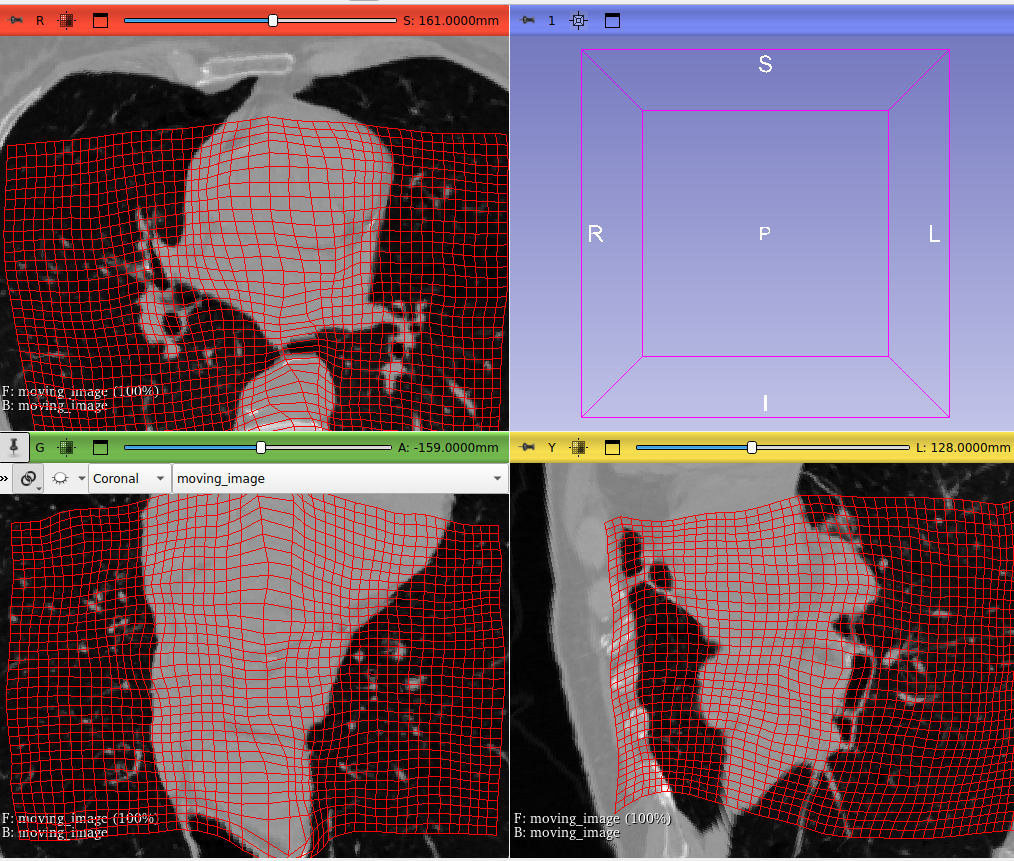 R S: 161.0000mm
1
S
R P L
I
F: moving_image (100%)
B: moving_image
G A: -159.0000mm
Y L: 128.0000mm
» Coronal moving_image
F: moving_image (100%)
B: moving_image
F: moving_image (100%)
B: moving_image